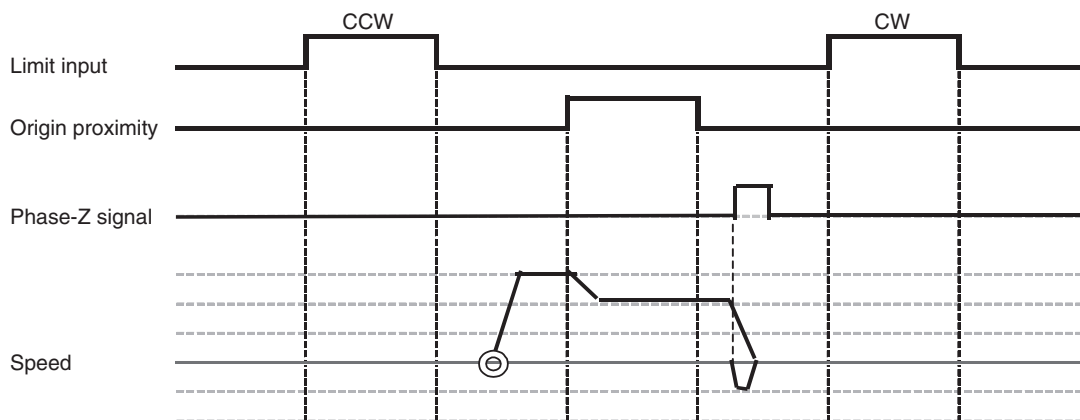 CCW
CW
Limit input
Origin proximity
Phase-Z signal
Speed